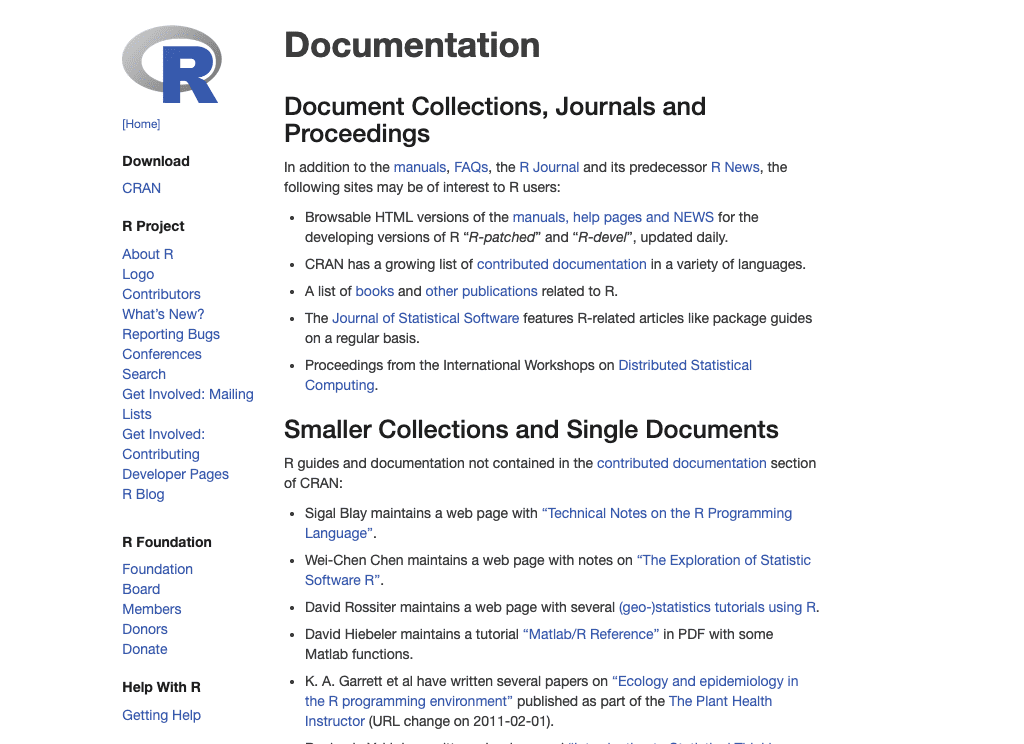 R
[Home]
Download
CRAN
R Project
About R
Logo
Contributors
What's New?
Reporting Bugs
Conferences
Search
Get Involved: Mailing
Lists
Get Involved:
Contributing
Developer Pages
R Blog
R Foundation
Foundation
Board
Members
Donors
Donate
Help With R
Getting Help
Documentation
Document Collections, Journals and
Proceedings
In addition to the manuals, FAQs, the R Journal and its predecessor R News, the
following sites may be of interest to R users:
• Browsable HTML versions of the manuals, help pages and NEWS for the
developing versions of R “R-patched” and “R-devel”, updated daily.
• CRAN has a growing list of contributed documentation in a variety of languages.
• A list of books and other publications related to R.
• The Journal of Statistical Software features R-related articles like package guides
on a regular basis.
• Proceedings from the International Workshops on Distributed Statistical
Computing.
Smaller Collections and Single Documents
R guides and documentation not contained in the contributed documentation section
of CRAN:
• Sigal Blay maintains a web page with “Technical Notes on the R Programming
Language”.
• Wei-Chen Chen maintains a web page with notes on “The Exploration of Statistic
Software R”.
• David Rossiter maintains a web page with several (geo-)statistics tutorials using R.
• David Hiebeler maintains a tutorial “Matlab/R Reference” in PDF with some
Matlab functions.
• K. A. Garrett et al have written several papers on “Ecology and epidemiology in
the R programming environment” published as part of the The Plant Health
Instructor (URL change on 2011-02-01).